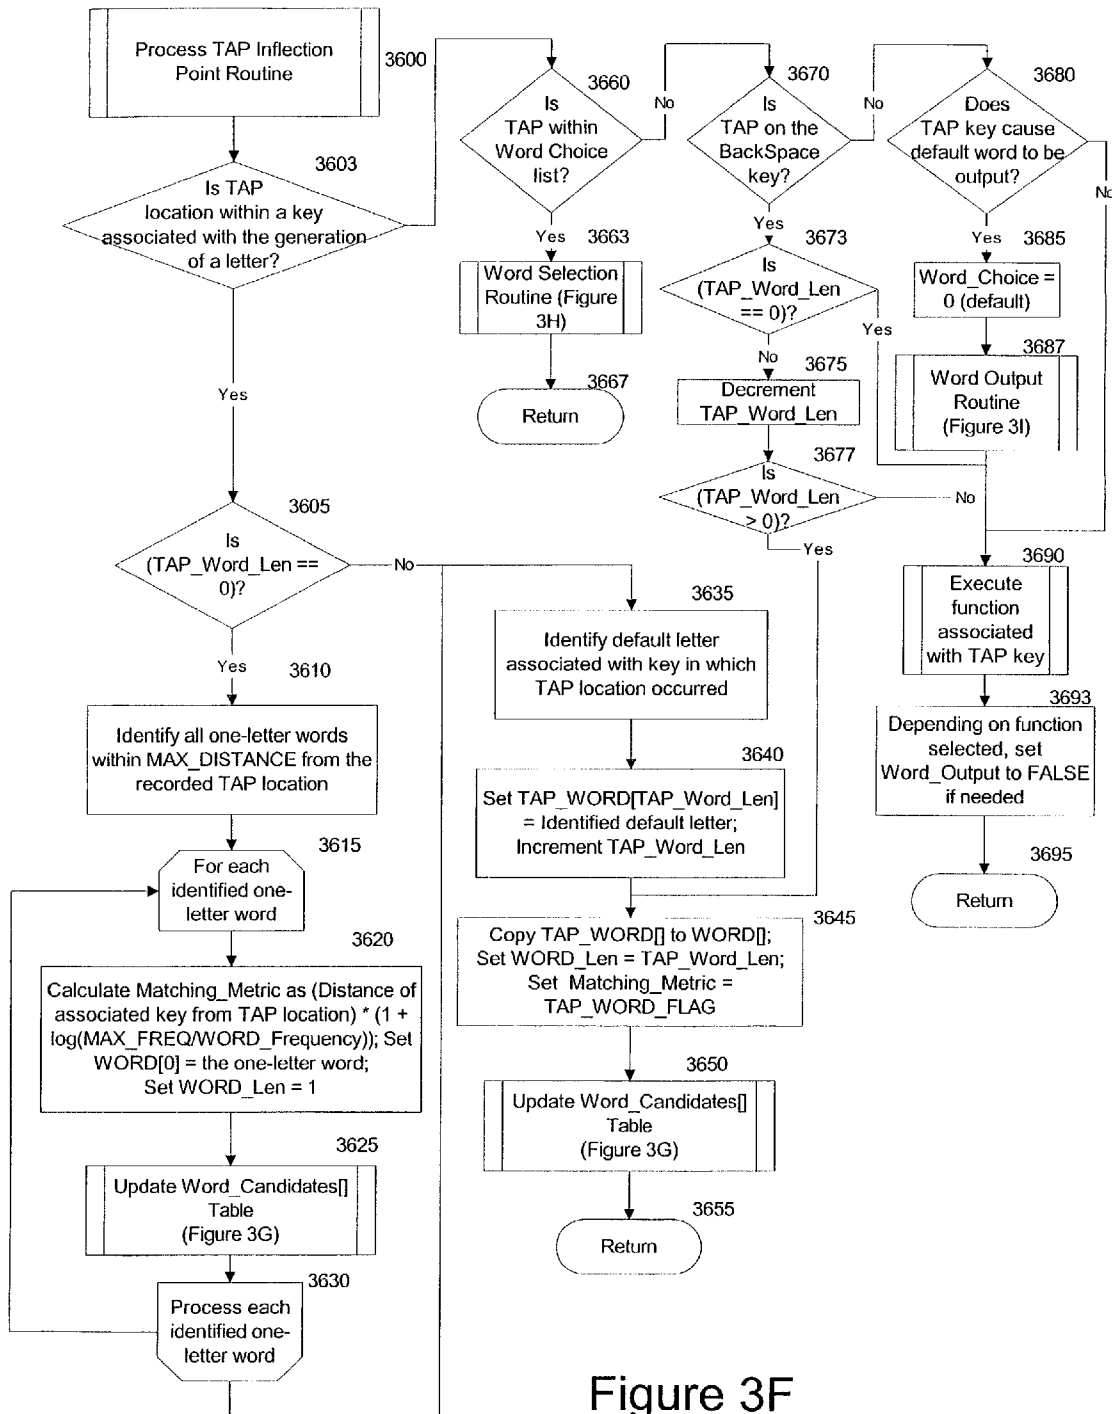 Process TAP Inflection
Point Routine
3600
3603
Is TAP
location within a key
associated with the generation
of a letter?
Yes
3605
Is
(TAP_Word_Len ==
0)?
No
Yes
3610
Identify all one-letter words
within MAX_DISTANCE from the
recorded TAP location
3615
For each
identified one-
letter word
3620
Calculate Matching_Metric as (Distance of
associated key from TAP location) * (1 +
log(MAX_FREQ/WORD_Frequency)); Set
WORD[0] = the one-letter word;
Set WORD_Len = 1
3625
Update Word_Candidates[]
Table
(Figure 3G)
3630
Process each
identified one-
letter word
3635
Identify default letter
associated with key in which
TAP location occurred
3640
Set TAP_WORD[TAP_Word_Len]
= Identified default letter;
Increment TAP_Word_Len
3645
Copy TAP_WORD[] to WORD[];
Set WORD_Len = TAP_Word_Len;
Set Matching_Metric =
TAP_WORD_FLAG
3650
Update Word_Candidates[]
Table
(Figure 3G)
3655
Return
3660
Is
TAP within
Word Choice
list?
No
Yes
3663
Word Selection
Routine (Figure
3H)
3667
Return
3670
Is
TAP on the
BackSpace
key?
No
Yes
3673
Is
(TAP_Word_Len
== 0)?
Yes
No
3675
Decrement
TAP_Word_Len
3677
Is
(TAP_Word_Len
> 0)?
No
Yes
3680
Does
TAP key cause
default word to be
output?
No
Yes
3685
Word_Choice =
0 (default)
3687
Word Output
Routine
(Figure 3I)
3690
Execute
function
associated
with TAP key
3693
Depending on function
selected, set
Word_Output to FALSE
if needed
3695
Return
Figure 3F